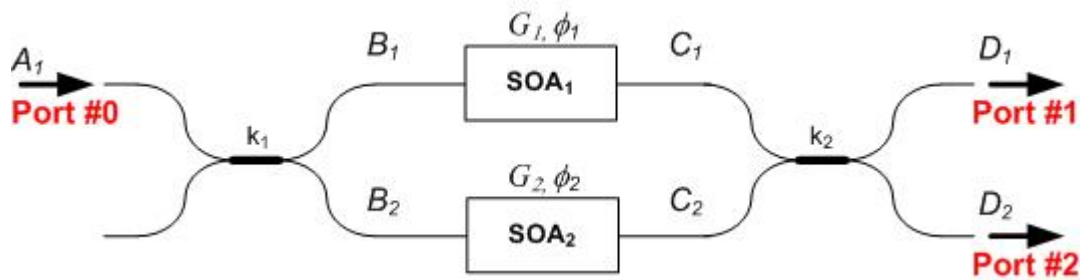 G₁, ϕ₁
A₁ B₁ SOA₁ C₁ D₁
Port #0 Port #1
k₁ k₂
G₂, ϕ₂
B₂ SOA₂ C₂ D₂
Port #2